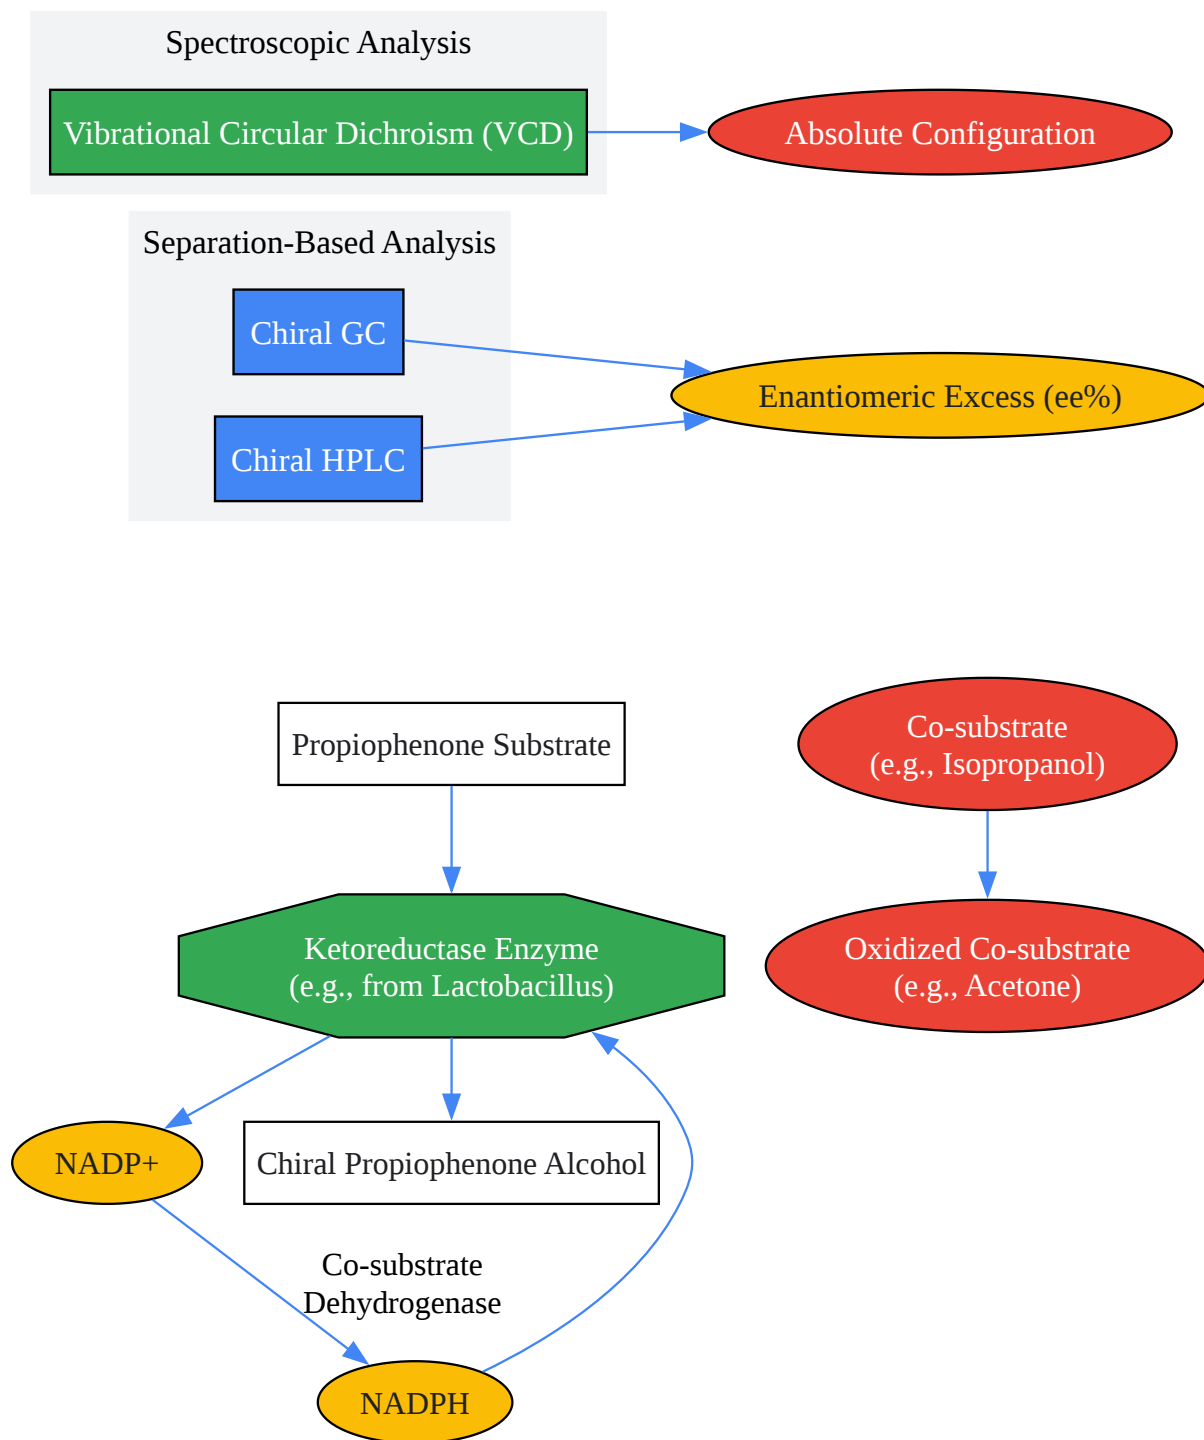 Spectroscopic Analysis
Vibrational Circular Dichroism (VCD)
Absolute Configuration
Separation-Based Analysis
Chiral GC
Enantiomeric Excess (ee%)
Chiral HPLC
Propiophenone Substrate
Co-substrate
(e.g., Isopropanol)
Ketoreductase Enzyme
(e.g., from Lactobacillus)
Oxidized Co-substrate
(e.g., Acetone)
NADP+
Chiral Propiophenone Alcohol
Co-substrate
Dehydrogenase
NADPH